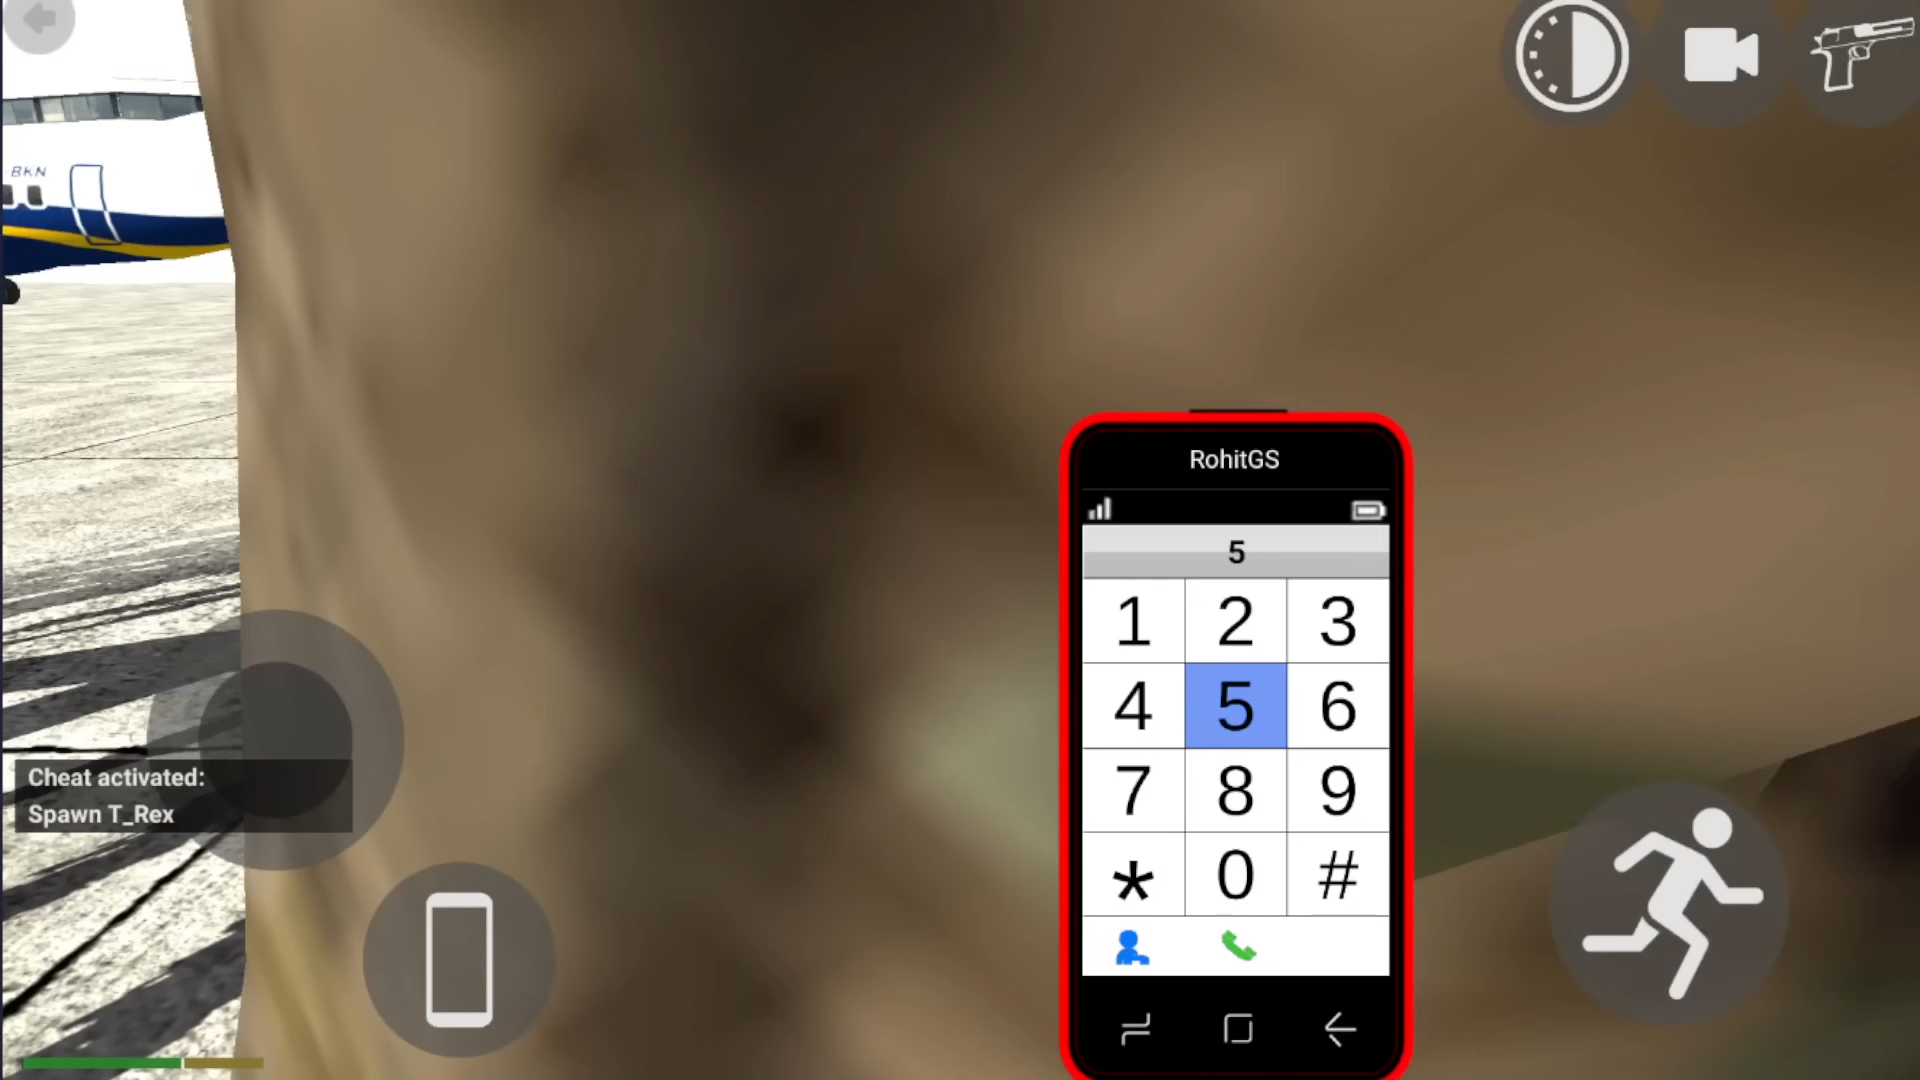 BKN
RohitGS
5
1 2 3
4 5 6
7 8 9
* 0 #
Cheat activated:
Spawn T_Rex